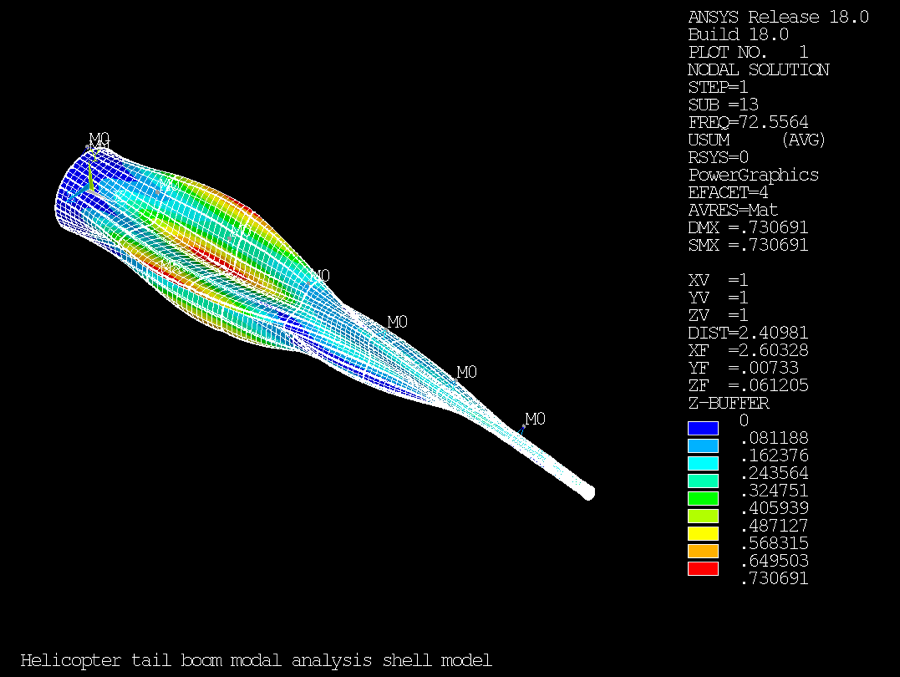 ANSYS Release 18.0
Build 18.0
PLOT NO. 1
NODAL SOLUTION
STEP=1
SUB =13
FREQ=72.5564
USUM (AVG)
RSYS=0
PowerGraphics
EFACET=4
AVRES=Mat
DMX =.730691
SMX =.730691
XV =1
YV =1
ZV =1
DIST=2.40981
XF =2.60328
YF =.00733
ZF =.061205
Z-BUFFER
0
.081188
.162376
.243564
.324751
.405939
.487127
.568315
.649503
.730691
M0
M0
M0
M0
M0
Helicopter tail boom modal analysis shell model